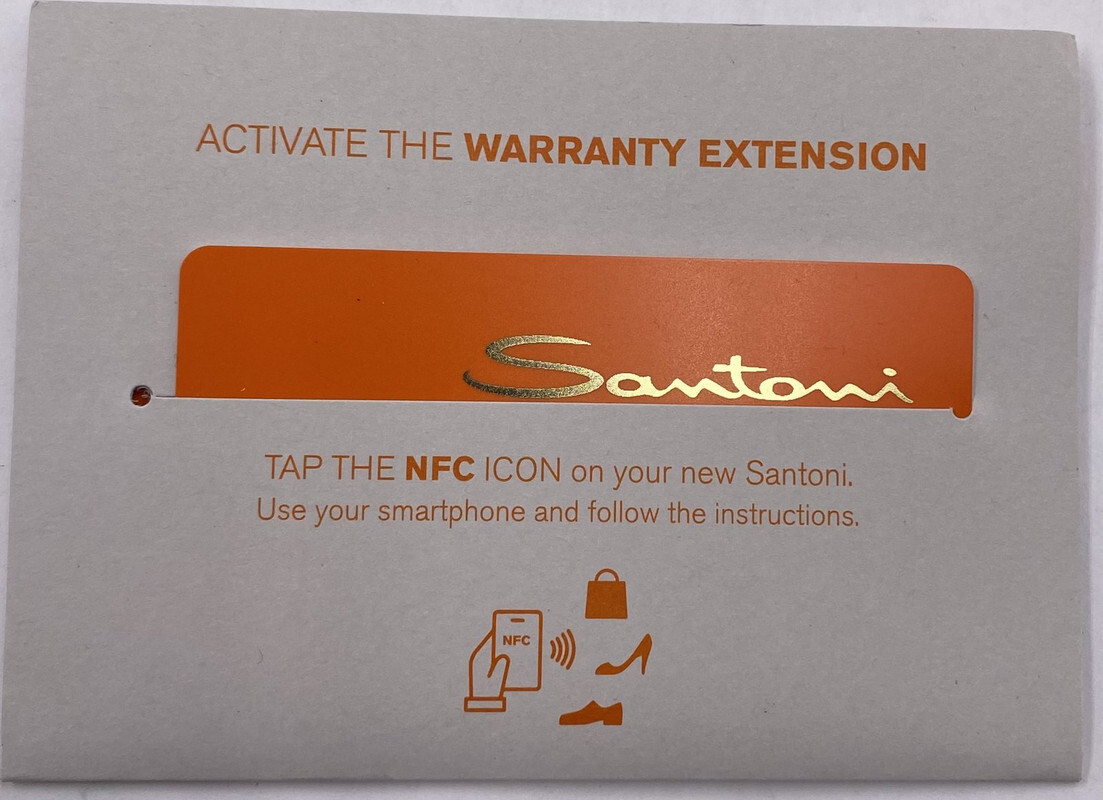 ACTIVATE THE WARRANTY EXTENSION
Santoni
TAP THE NFC ICON on your new Santoni.
Use your smartphone and follow the instructions.
NFC